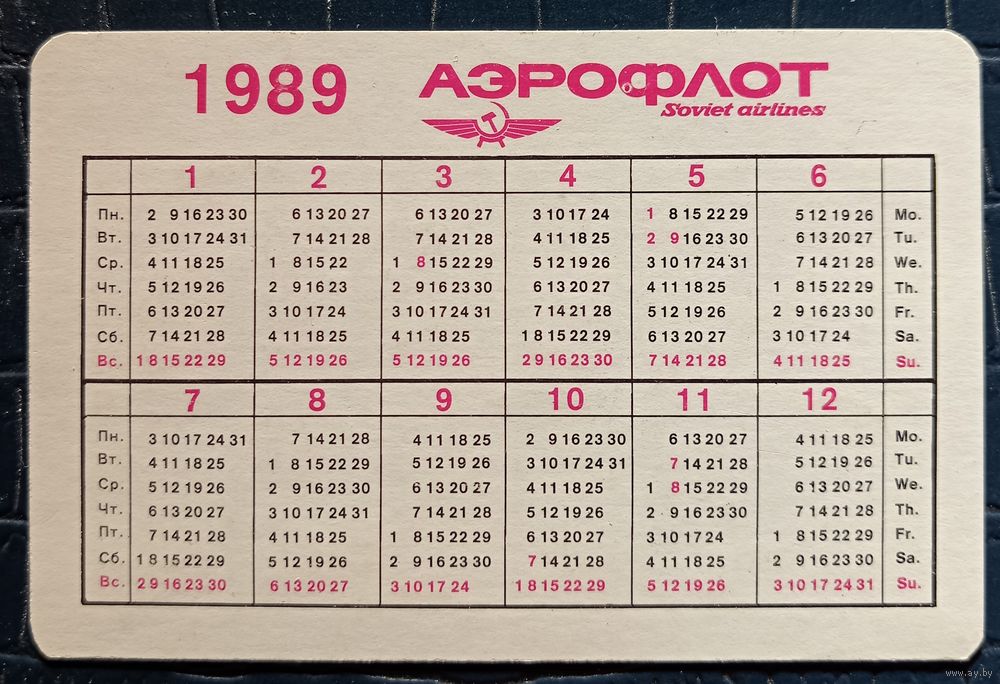 1989 АЭРОФЛОТ
Soviet airlines
1 2 3 4 5 6
Пн. 2 9 16 23 30 6 13 20 27 6 13 20 27 3 10 17 24 1 8 15 22 29 5 12 19 26 Mo.
Вт. 3 10 17 24 31 7 14 21 28 7 14 21 28 4 11 18 25 2 9 16 23 30 6 13 20 27 Tu.
Ср. 4 11 18 25 1 8 15 22 1 8 15 22 29 5 12 19 26 3 10 17 24 31 7 14 21 28 We.
Чт. 5 12 19 26 2 9 16 23 2 9 16 23 30 6 13 20 27 4 11 18 25 1 8 15 22 29 Th.
Пт. 6 13 20 27 3 10 17 24 3 10 17 24 31 7 14 21 28 5 12 19 26 2 9 16 23 30 Fr.
Сб. 7 14 21 28 4 11 18 25 4 11 18 25 1 8 15 22 29 6 13 20 27 3 10 17 24 Sa.
Вс. 1 8 15 22 29 5 12 19 26 5 12 19 26 2 9 16 23 30 7 14 21 28 4 11 18 25 Su.
7 8 9 10 11 12
Пн. 3 10 17 24 31 7 14 21 28 4 11 18 25 2 9 16 23 30 6 13 20 27 4 11 18 25 Mo.
Вт. 4 11 18 25 1 8 15 22 29 5 12 19 26 3 10 17 24 31 7 14 21 28 5 12 19 26 Tu.
Ср. 5 12 19 26 2 9 16 23 30 6 13 20 27 4 11 18 25 1 8 15 22 29 6 13 20 27 We.
Чт. 6 13 20 27 3 10 17 24 31 7 14 21 28 5 12 19 26 2 9 16 23 30 7 14 21 28 Th.
Пт. 7 14 21 28 4 11 18 25 1 8 15 22 29 6 13 20 27 3 10 17 24 1 8 15 22 29 Fr.
Сб. 1 8 15 22 29 5 12 19 26 2 9 16 23 30 7 14 21 28 4 11 18 25 2 9 16 23 30 Sa.
Вс. 2 9 16 23 30 6 13 20 27 3 10 17 24 1 8 15 22 29 5 12 19 26 3 10 17 24 31 Su.
www.ay.by